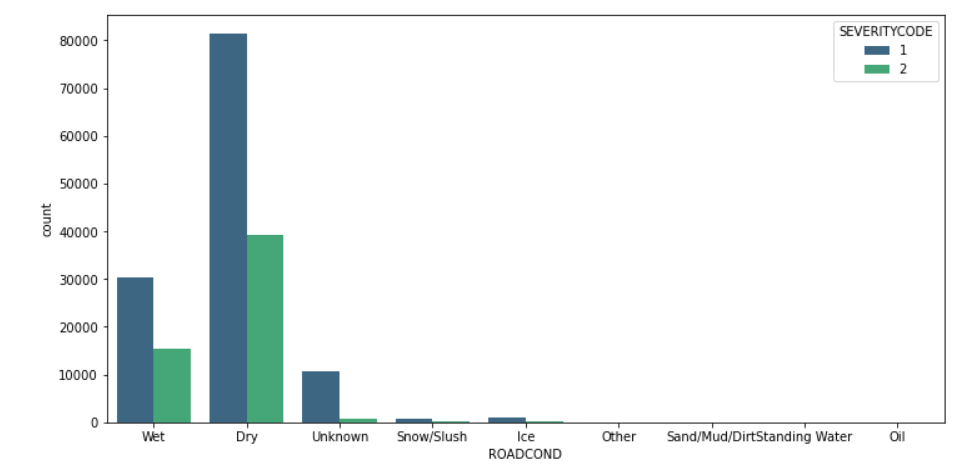 SEVERITYCODE
1
2
80000
70000
60000
50000
40000
30000
20000
10000
0
count
Wet Dry Unknown Snow/Slush Ice Other Sand/Mud/Dirt Standing Water Oil
ROADCOND